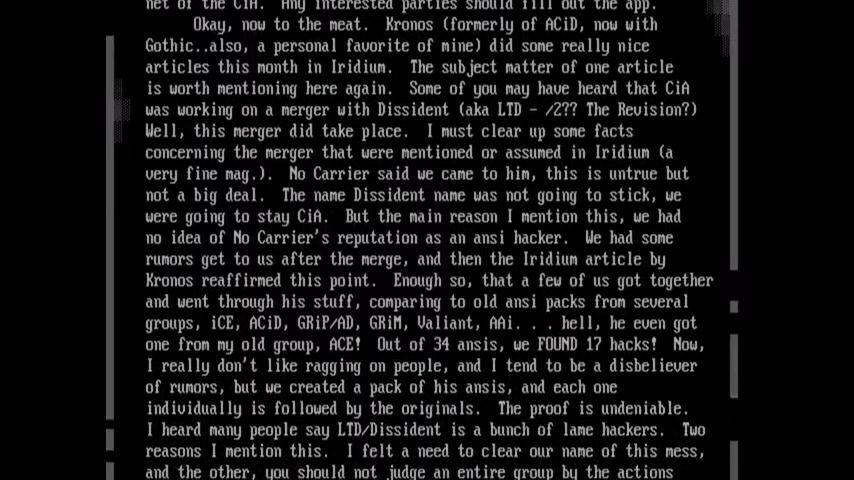 net of the CiA.  Any interested parties should fill out the app.
Okay, now to the meat.  Kronos (formerly of ACiD, now with
Gothic..also, a personal favorite of mine) did some really nice
articles this month in Iridium.  The subject matter of one article
is worth mentioning here again.  Some of you may have heard that CiA
was working on a merger with Dissident (aka LTD - /2?? The Revision?)
Well, this merger did take place.  I must clear up some facts
concerning the merger that were mentioned or assumed in Iridium (a
very fine mag.).  No Carrier said we came to him, this is untrue but
not a big deal.  The name Dissident name was not going to stick, we
were going to stay CiA.  But the main reason I mention this, we had
no idea of No Carrier's reputation as an ansi hacker.  We had some
rumors get to us after the merge, and then the Iridium article by
Kronos reaffirmed this point.  Enough so, that a few of us got together
and went through his stuff, comparing to old ansi packs from several
groups, iCE, ACiD, GRiP/AD, GRiM, Valiant, AAi. . . hell, he even got
one from my old group, ACE!  Out of 34 ansis, we FOUND 17 hacks!  Now,
I really don't like ragging on people, and I tend to be a disbeliever
of rumors, but we created a pack of his ansis, and each one
individually is followed by the originals.  The proof is undeniable.
I heard many people say LTD/Dissident is a bunch of lame hackers.  Two
reasons I mention this.  I felt a need to clear our name of this mess,
and the other, you should not judge an entire group by the actions